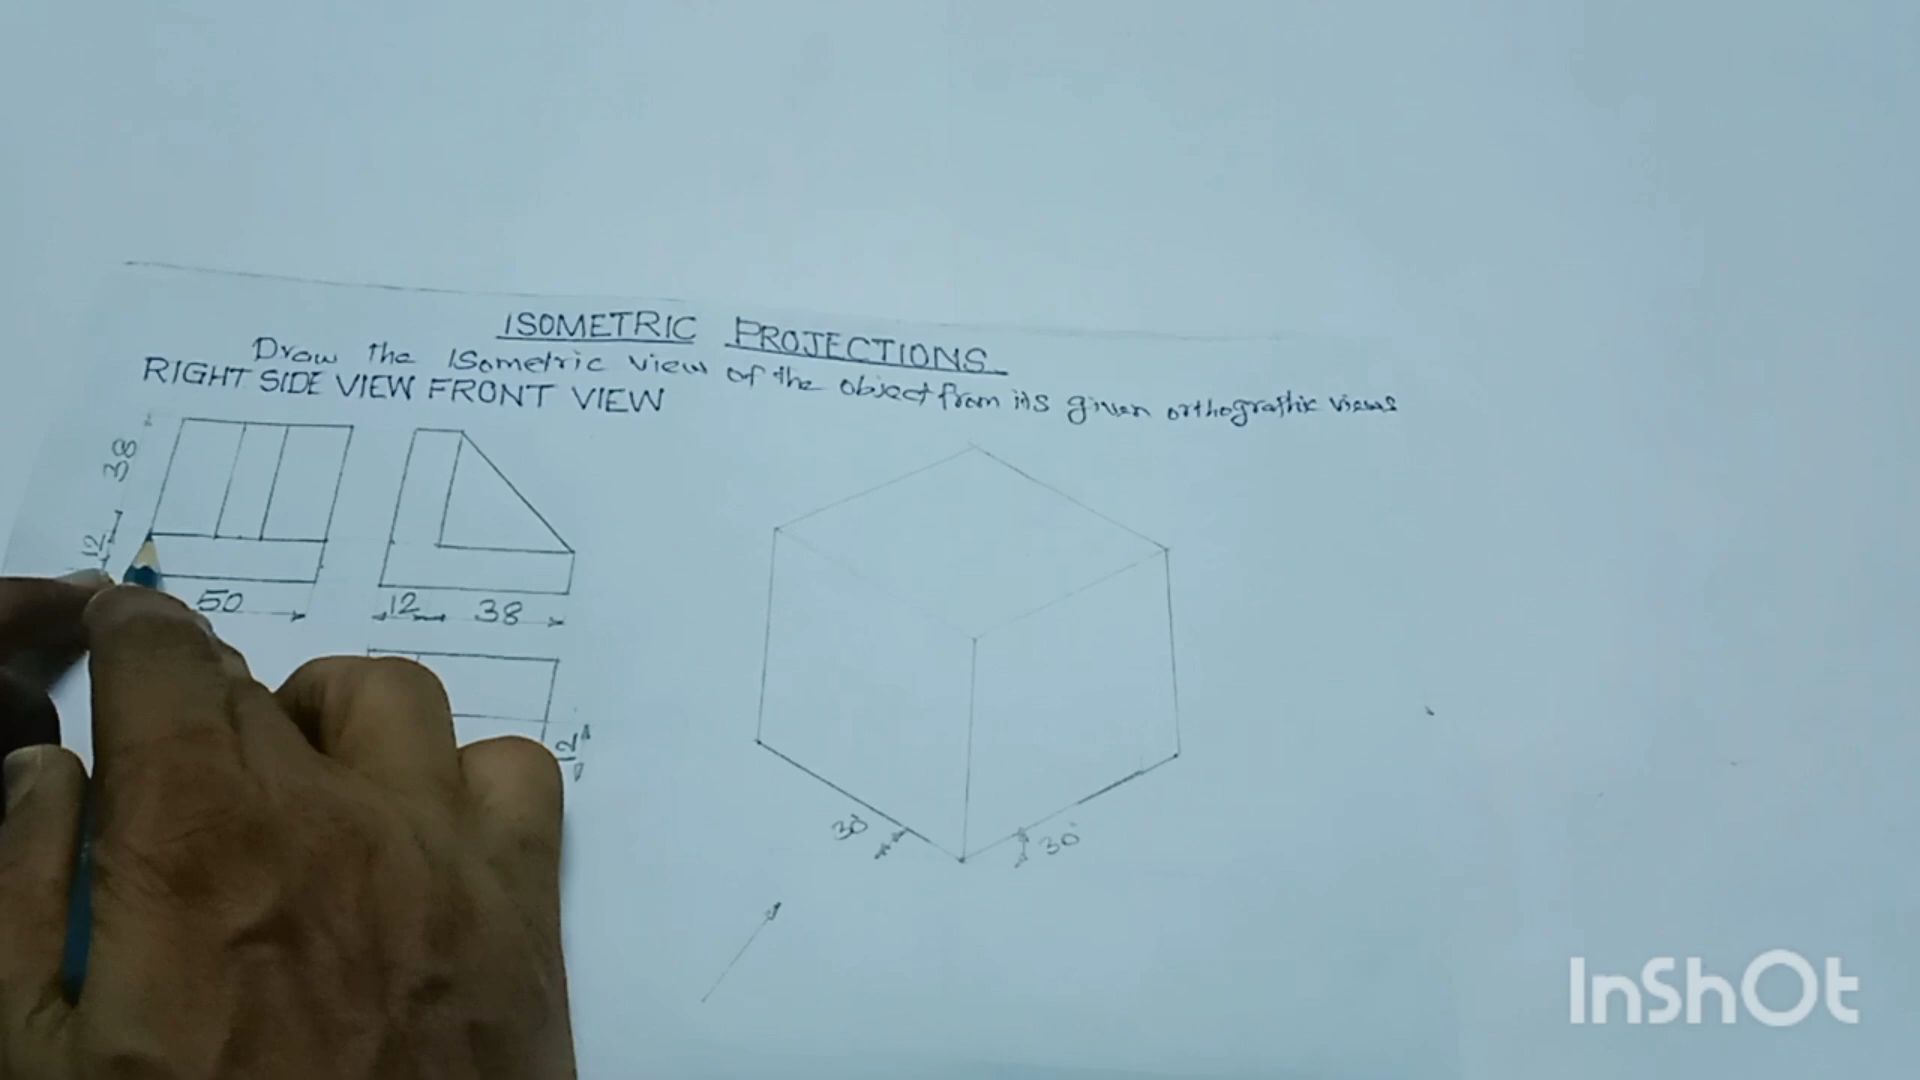 ISOMETRIC PROJECTIONS
Draw the Isometric view of the object from its given orthographic views
RIGHT SIDE VIEW FRONT VIEW
38
12
50
12 38
12
30°
30°
InShOt